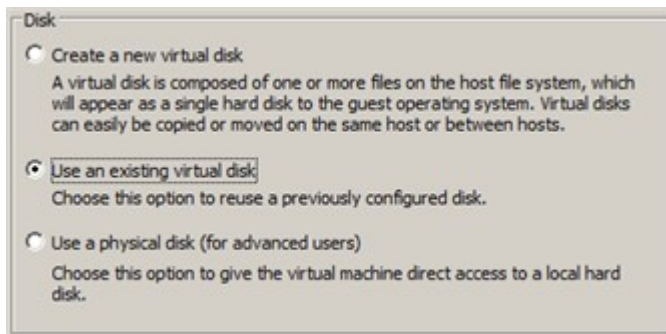 Disk
Create a new virtual disk
A virtual disk is composed of one or more files on the host file system, which
will appear as a single hard disk to the guest operating system. Virtual disks
can easily be copied or moved on the same host or between hosts.
Use an existing virtual disk
Choose this option to reuse a previously configured disk.
Use a physical disk (for advanced users)
Choose this option to give the virtual machine direct access to a local hard
disk.